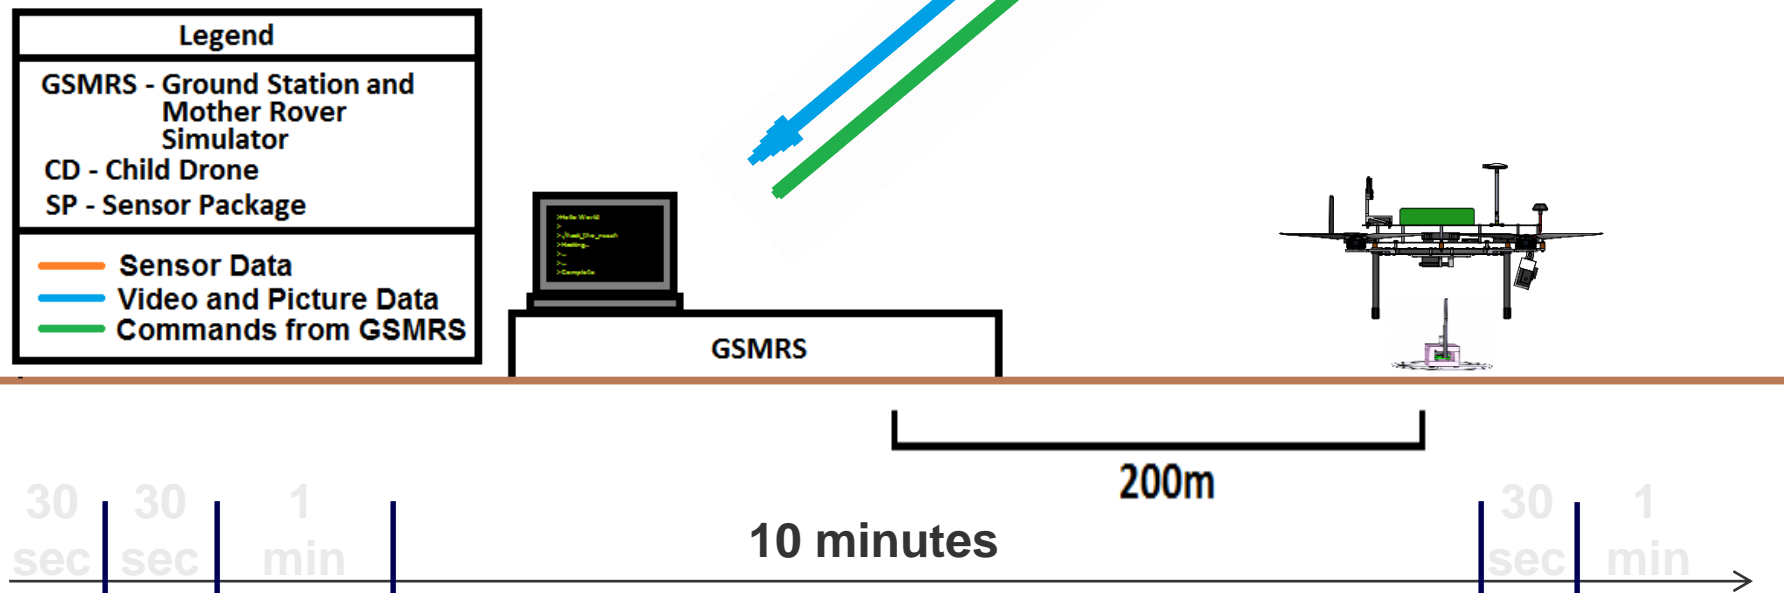 Legend
GSMRS - Ground Station and
Mother Rover
Simulator
CD - Child Drone
SP - Sensor Package
Sensor Data
Video and Picture Data
Commands from GSMRS
>Hello World
>
>Making...
>...
>...
>Complete
GSMRS
200m
30 sec
30 sec
1 min
10 minutes
30 sec
1 min